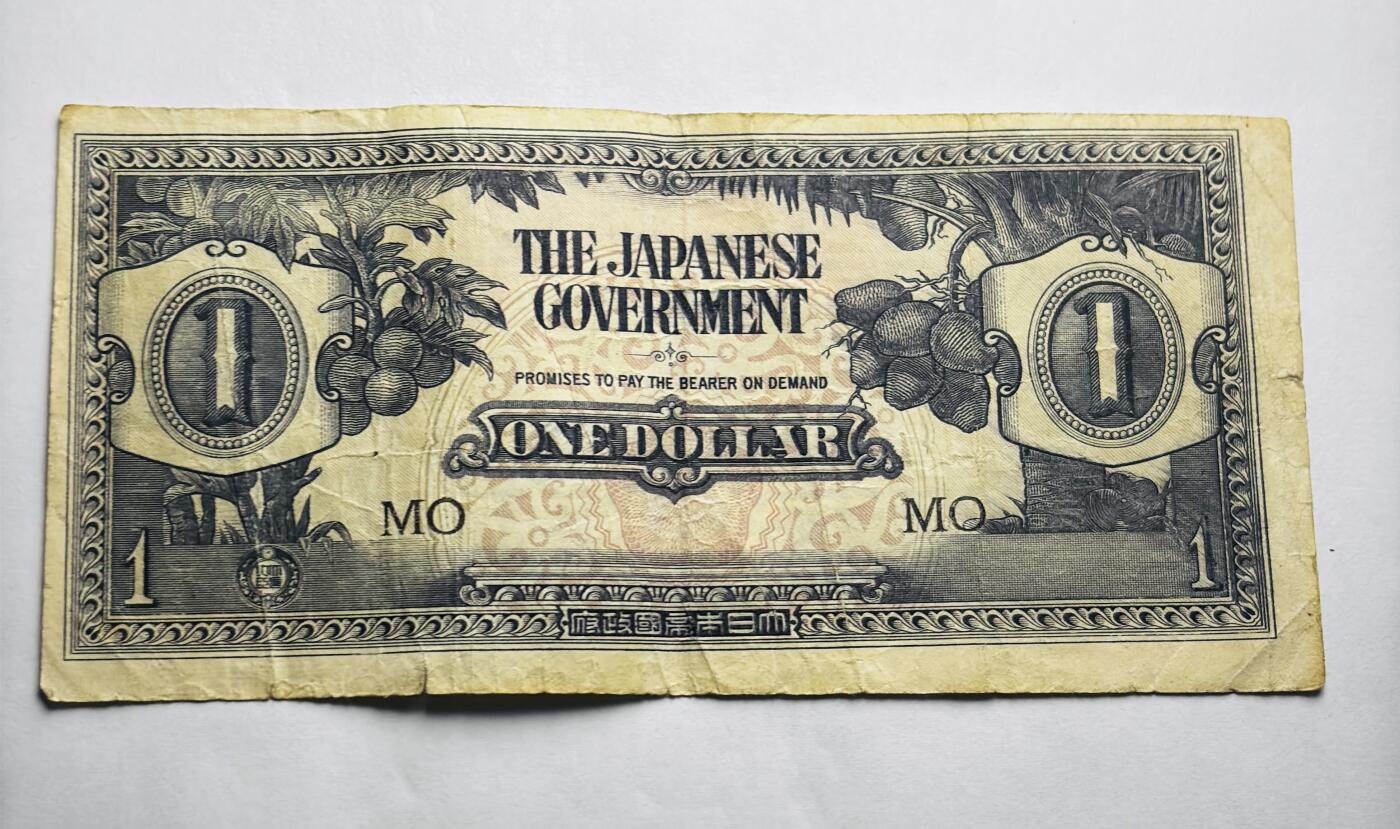 THE JAPANESE
GOVERNMENT
PROMISES TO PAY THE BEARER ON DEMAND
1 1
ONE DOLLAR
MO MO
1 1
府政國帝本日大